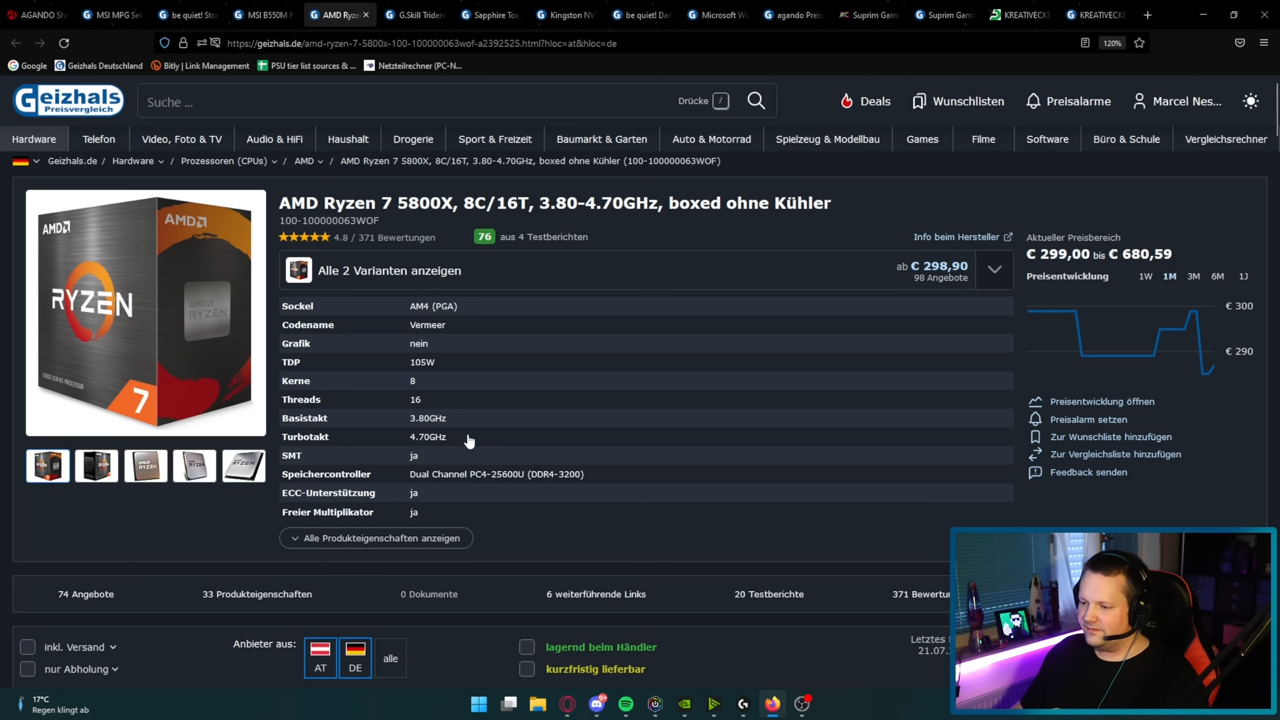 AGANDO Sho
MSI MPG Sek
be quiet! Stra
MSI B550M P
AMD Ryze
G.Skill Triden
Sapphire Tox
Kingston NV
be quiet! Dar
Microsoft W
agando Preis
Suprim Gam
Suprim Gam
KREATIVECK
KREATIVECK
https://geizhals.de/amd-ryzen-7-5800x-100-100000063wof-a2392525.html?hloc=at&hloc=de
120%
Google
Geizhals Deutschland
Bitly | Link Management
PSU tier list sources & ...
Netzteilrechner (PC-N...
Geizhals
Preisvergleich
Suche ...
Drücke /
Deals
Wunschlisten
Preisalarme
Marcel Nes...
Hardware
Telefon
Video, Foto & TV
Audio & HiFi
Haushalt
Drogerie
Sport & Freizeit
Baumarkt & Garten
Auto & Motorrad
Spielzeug & Modellbau
Games
Filme
Software
Büro & Schule
Vergleichsrechner
Geizhals.de / Hardware / Prozessoren (CPUs) / AMD / AMD Ryzen 7 5800X, 8C/16T, 3.80-4.70GHz, boxed ohne Kühler (100-100000063WOF)
AMD
AMD
RYZEN
AMD
RYZEN
7
AMD Ryzen 7 5800X, 8C/16T, 3.80-4.70GHz, boxed ohne Kühler
100-100000063WOF
4.8 / 371 Bewertungen
76 aus 4 Testberichten
Info beim Hersteller
Alle 2 Varianten anzeigen
ab € 298,90
98 Angebote
Sockel AM4 (PGA)
Codename Vermeer
Grafik nein
TDP 105W
Kerne 8
Threads 16
Basistakt 3.80GHz
Turbotakt 4.70GHz
SMT ja
Speichercontroller Dual Channel PC4-25600U (DDR4-3200)
ECC-Unterstützung ja
Freier Multiplikator ja
Alle Produkteigenschaften anzeigen
Aktueller Preisbereich
€ 299,00 bis € 680,59
Preisentwicklung 1W 1M 3M 6M 1J
€ 300
€ 290
Preisentwicklung öffnen
Preisalarm setzen
Zur Wunschliste hinzufügen
Zur Vergleichsliste hinzufügen
Feedback senden
74 Angebote
33 Produkteigenschaften
0 Dokumente
6 weiterführende Links
20 Testberichte
371 Bewertun
inkl. Versand
nur Abholung
Anbieter aus:
AT
DE
alle
lagernd beim Händler
kurzfristig lieferbar
Letztes
21.07.
17°C
Regen klingt ab